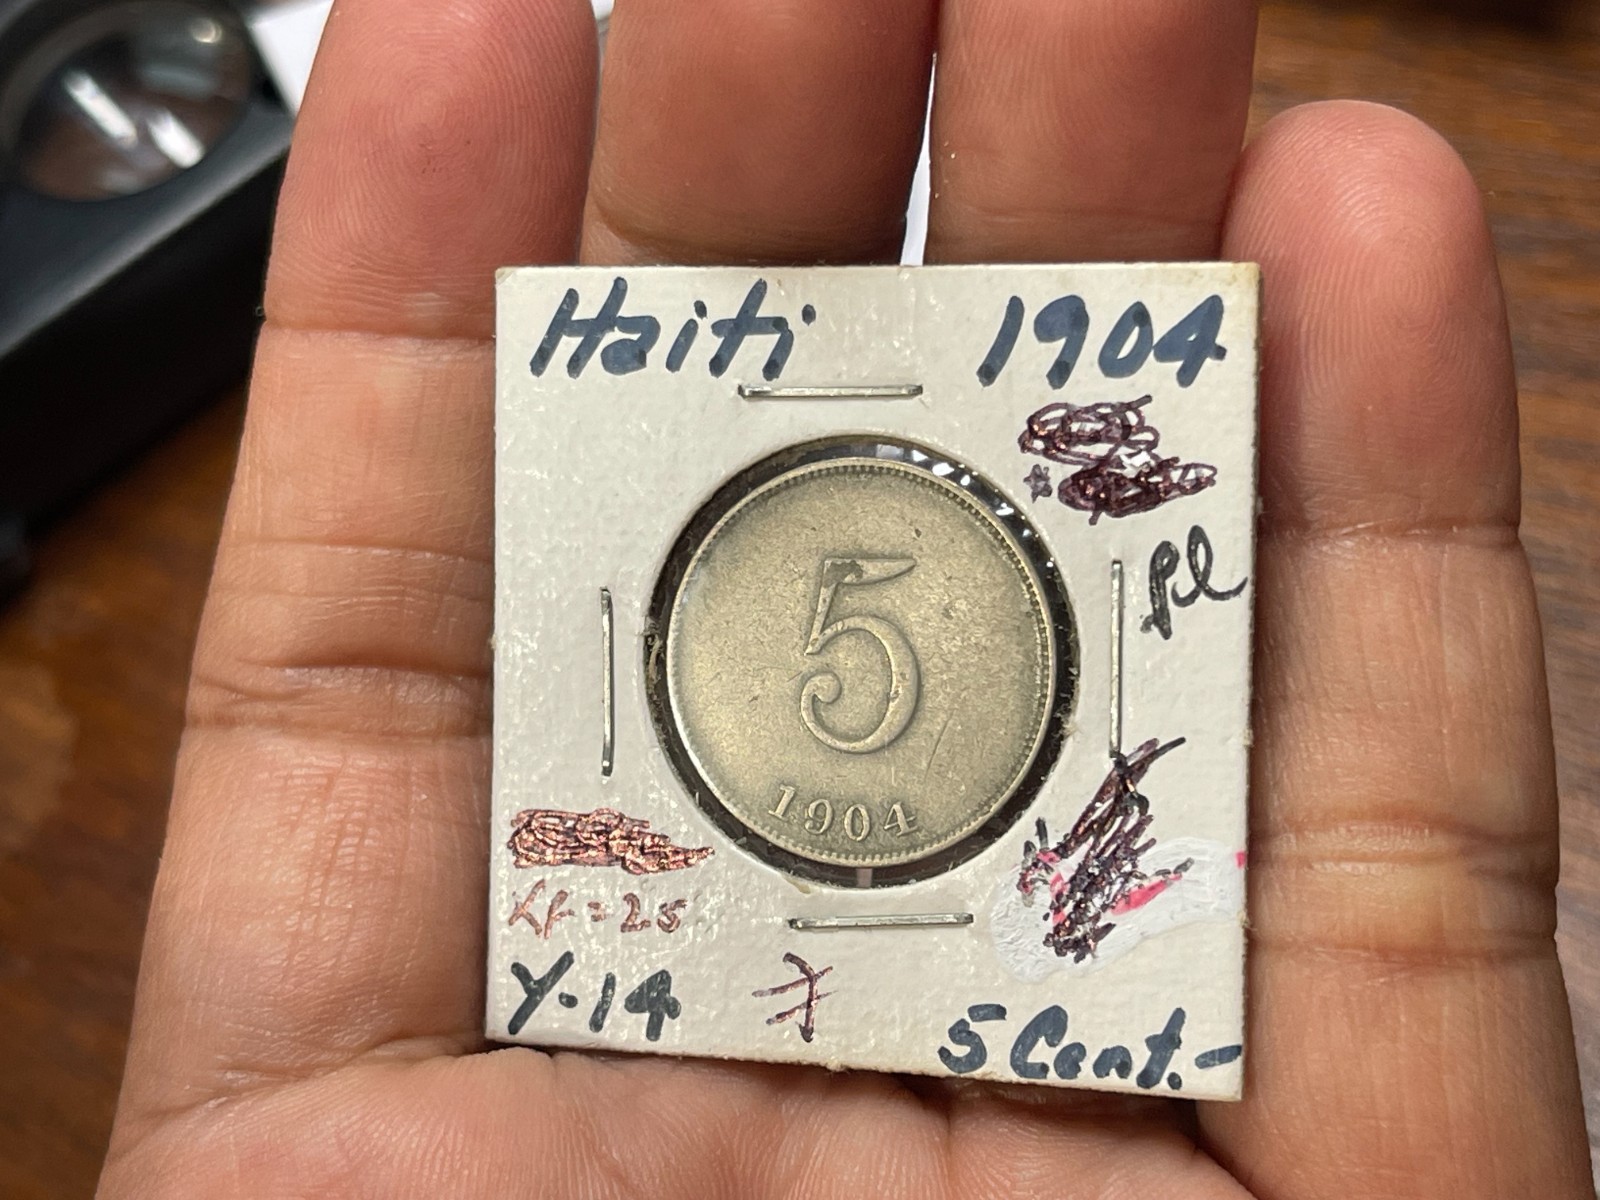 Haiti 1904
pl
5
1904
Xf = 25
Y-14
5 Cent.-